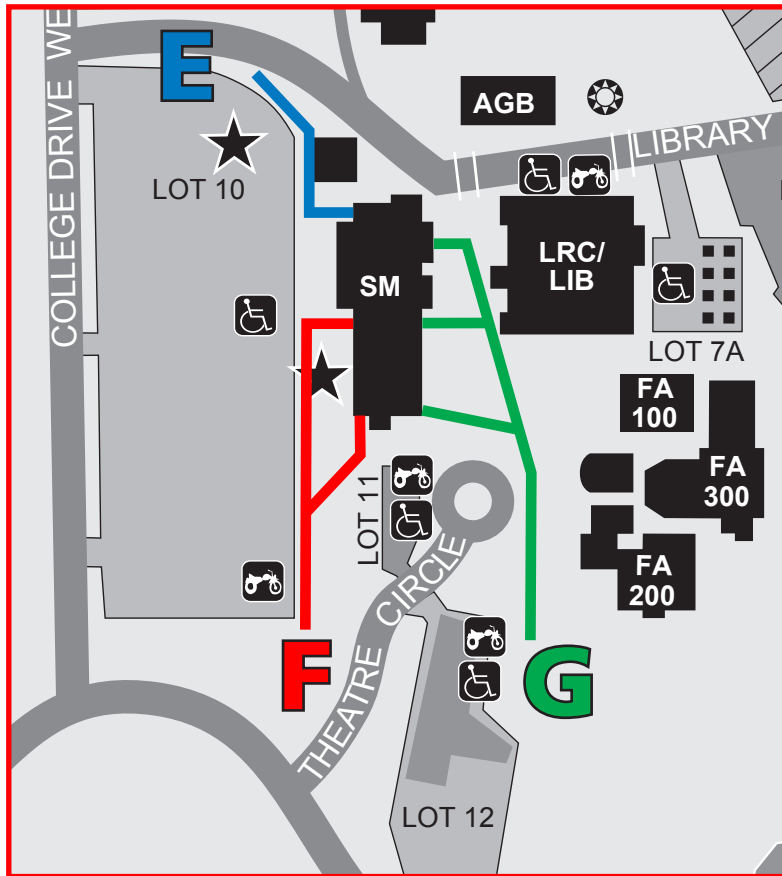 COLLEGE DRIVE WE
E
LOT 10
AGB
LIBRARY
SM
LRC/
LIB
LOT 7A
FA
100
FA
300
FA
200
LOT 11
THEATRE CIRCLE
F
G
LOT 12